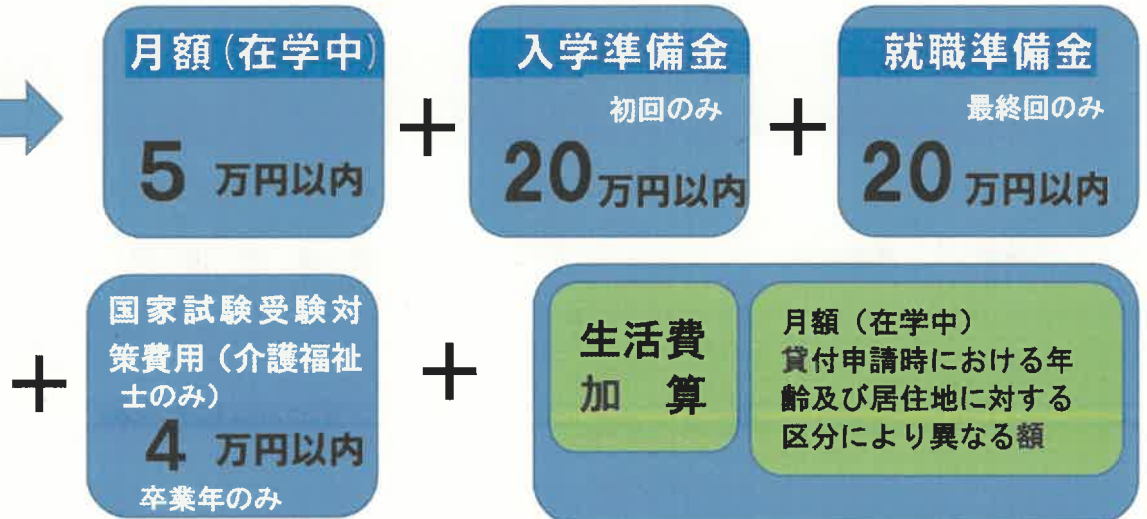 月額(在学中)
5 万円以内
+
入学準備金
初回のみ
20万円以内
+
就職準備金
最終回のみ
20万円以内
+
国家試験受験対
策費用(介護福祉
士のみ)
4 万円以内
卒業年のみ
+
生活費
加 算
月額(在学中)
貸付申請時における年
齢及び居住地に対する
区分により異なる額